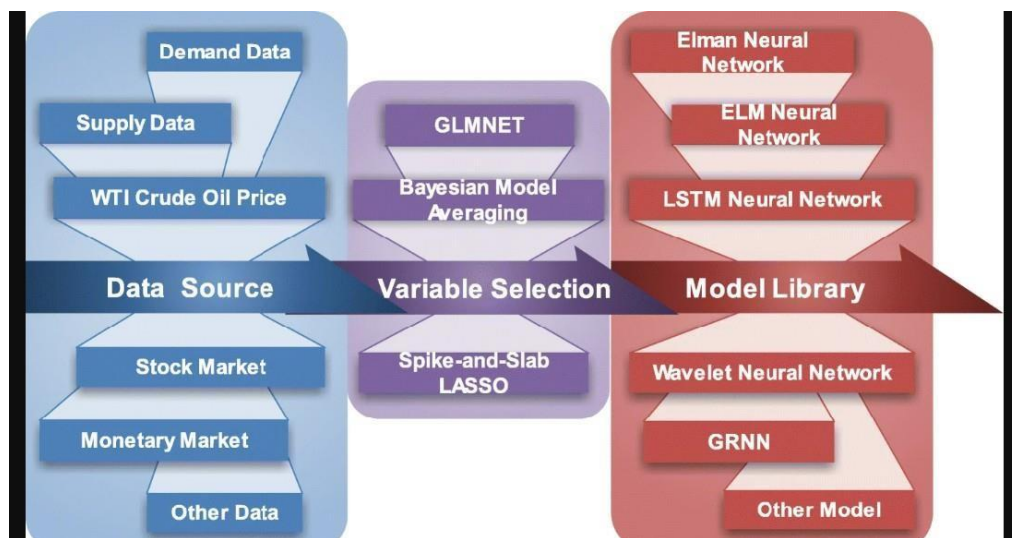 Demand Data
Supply Data
WTI Crude Oil Price
Data Source
Stock Market
Monetary Market
Other Data
GLMNET
Bayesian Model
Averaging
Variable Selection
Spike-and-Slab
LASSO
Elman Neural
Network
ELM Neural
Network
LSTM Neural Network
Model Library
Wavelet Neural Network
GRNN
Other Model